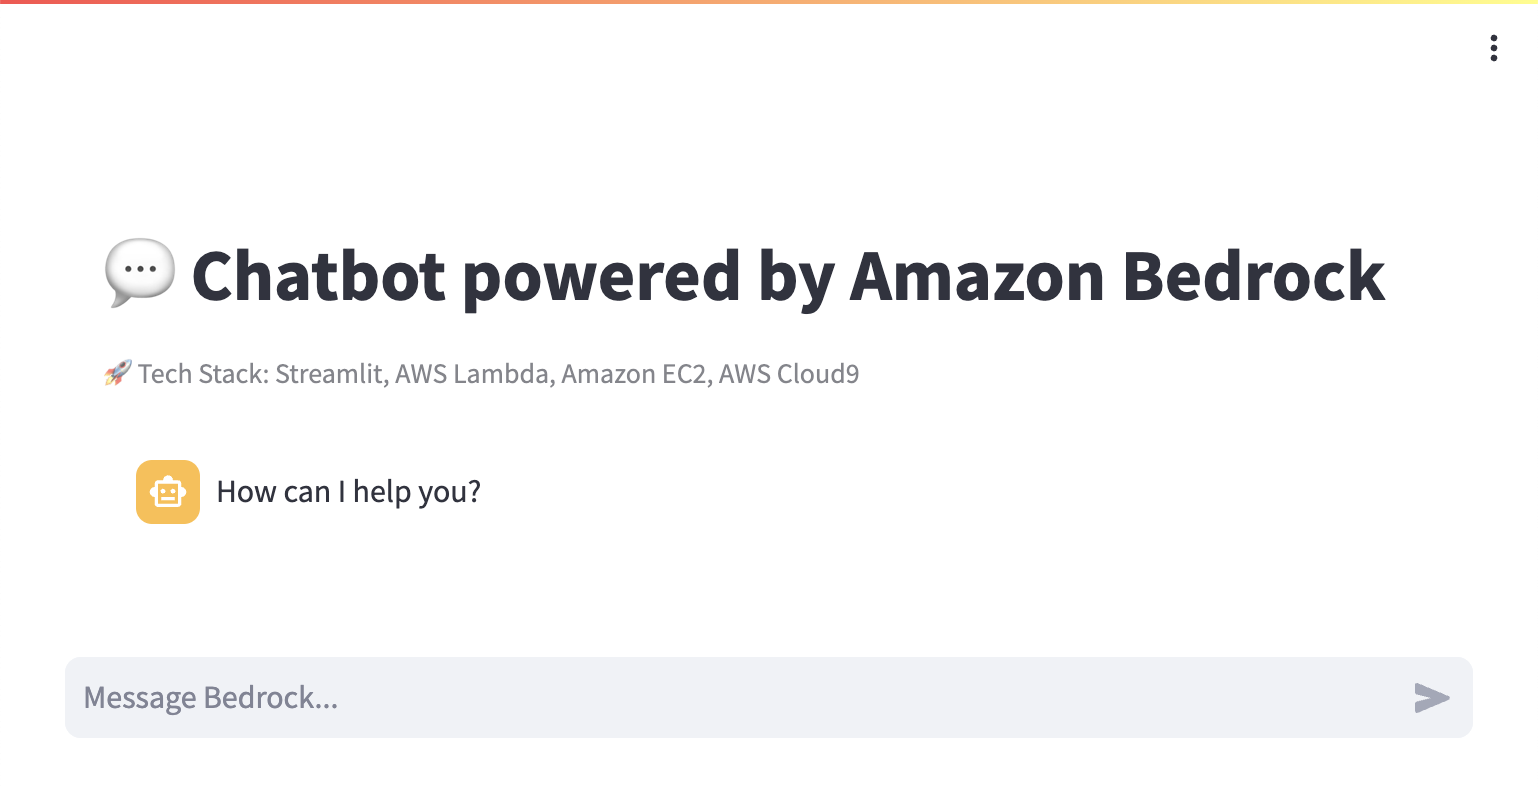 💬 Chatbot powered by Amazon Bedrock
🚀 Tech Stack: Streamlit, AWS Lambda, Amazon EC2, AWS Cloud9
How can I help you?
Message Bedrock...